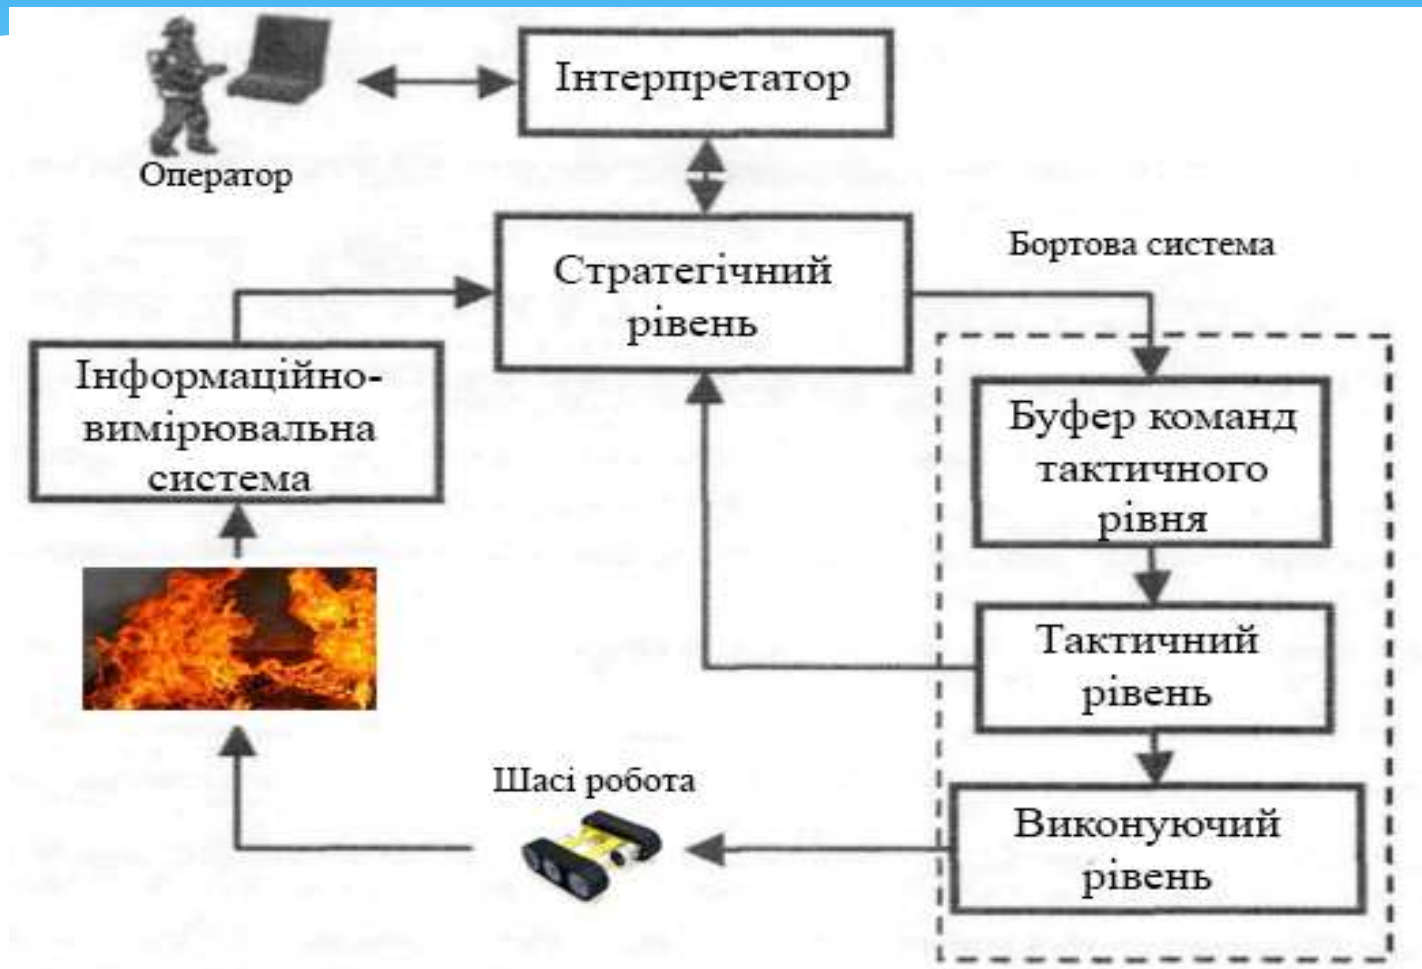 Інтерпретатор
Оператор
Стратегічний
рівень
Бортова система
Інформаційно-
вимірювальна
система
Буфер команд
тактичного
рівня
Тактичний
рівень
Шасі робота
Виконуючий
рівень